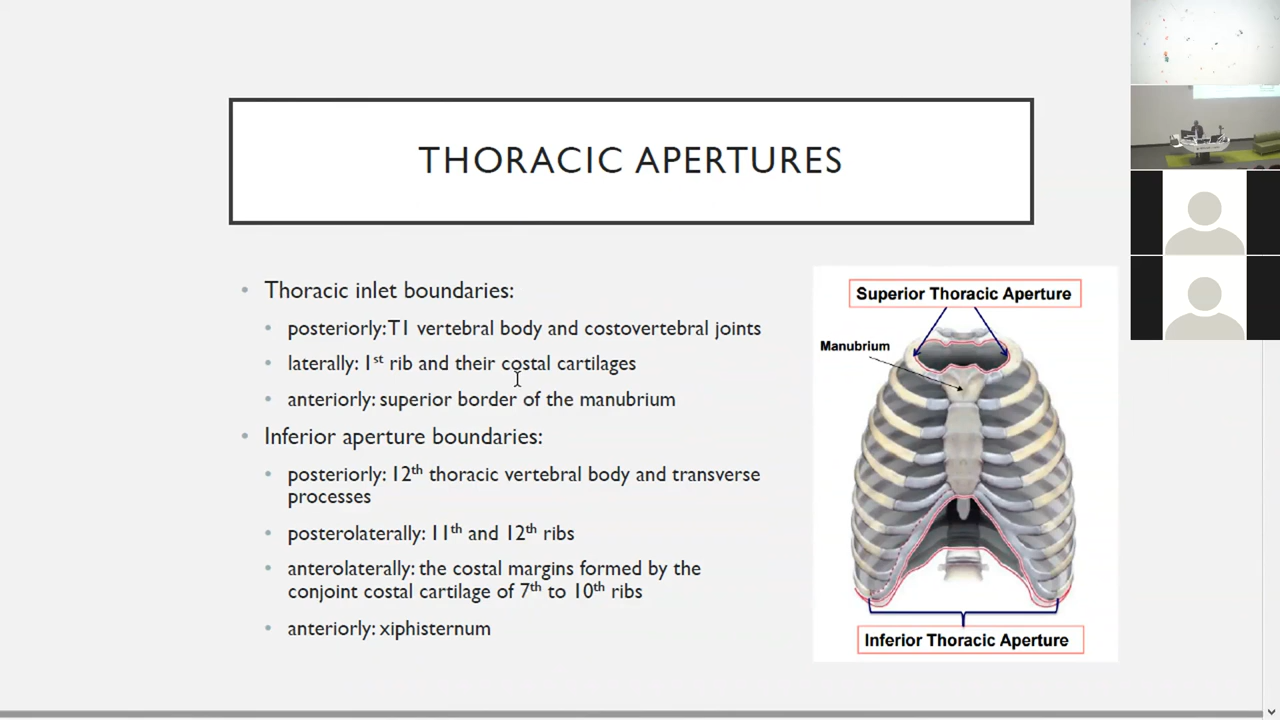 THORACIC APERTURES
• Thoracic inlet boundaries:
• posteriorly: T1 vertebral body and costovertebral joints
• laterally: 1st rib and their costal cartilages
• anteriorly: superior border of the manubrium
• Inferior aperture boundaries:
• posteriorly: 12th thoracic vertebral body and transverse
processes
• posterolaterally: 11th and 12th ribs
• anterolaterally: the costal margins formed by the
conjoint costal cartilage of 7th to 10th ribs
• anteriorly: xiphisternum
Superior Thoracic Aperture
Manubrium
Inferior Thoracic Aperture